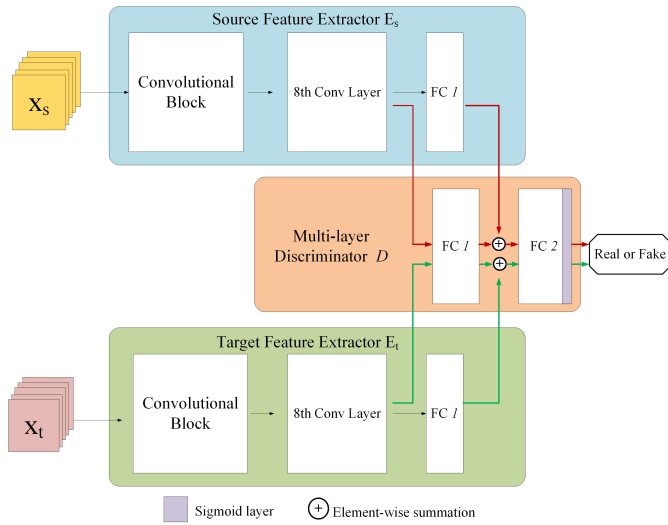 Source Feature Extractor Eₛ
Xₛ
Convolutional
Block
8th Conv Layer
FC 1
Multi-layer
Discriminator D
FC 1
+
+
FC 2
Real or Fake
Target Feature Extractor Eₜ
Xₜ
Convolutional
Block
8th Conv Layer
FC 1
Sigmoid layer
+
Element-wise summation